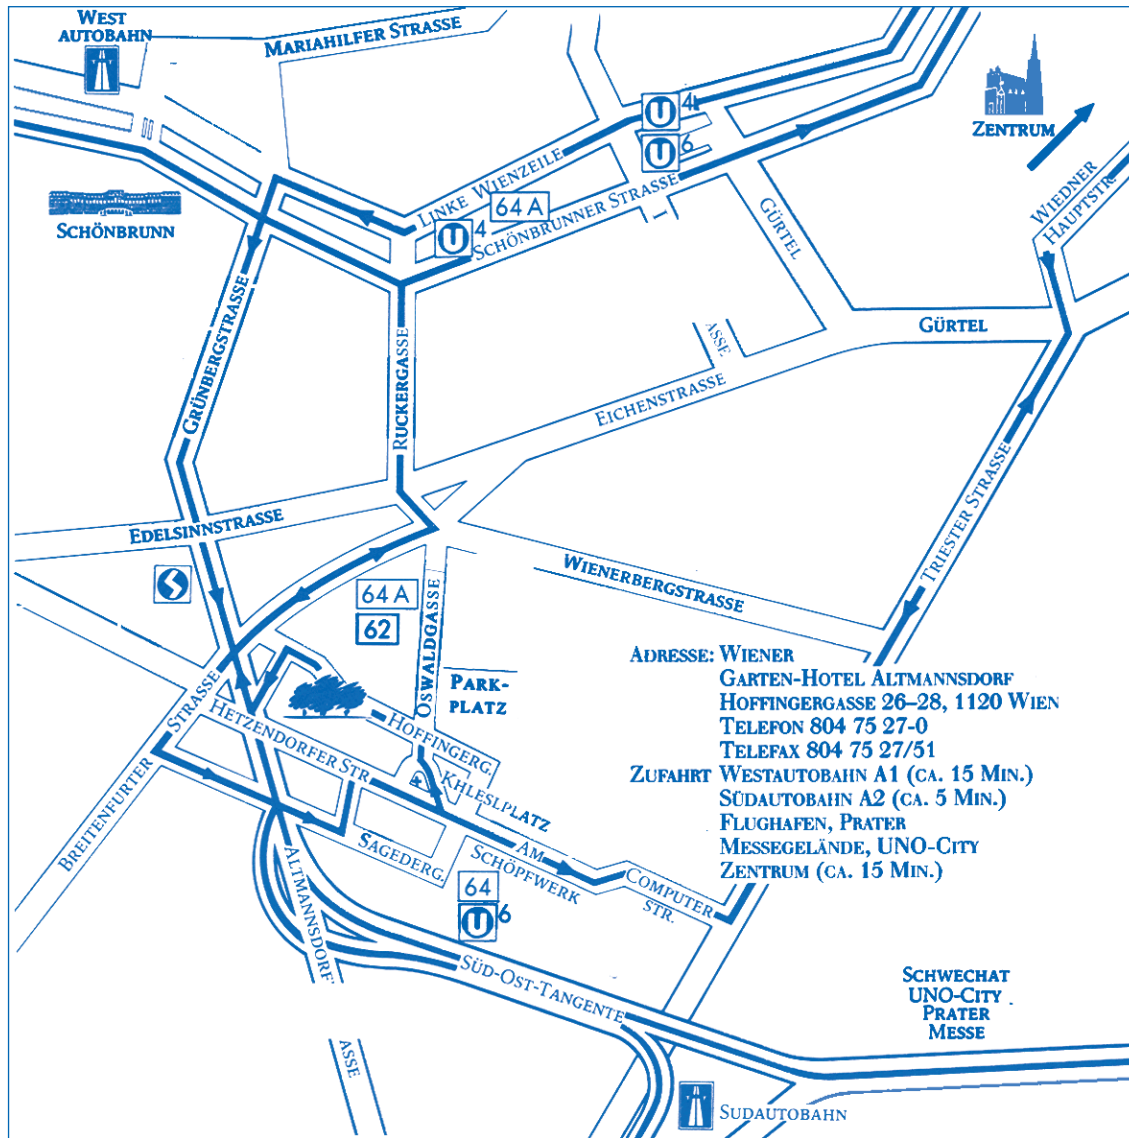 WEST
AUTOBAHN
MARIAHILFER STRASSE
4
6
ZENTRUM
LINKE WIENZEILE
64 A
4
SCHÖNBRUNNER STRASSE
GÜRTEL
WIEDNER
HAUPTSTR.
SCHÖNBRUNN
GRÜNBERGSTRASSE
RUCKERGASSE
ASSE
GÜRTEL
EICHENSTRASSE
EDELSINNSTRASSE
TRIESTER STRASSE
WIENERBERGSTRASSE
64 A
62
OSWALDGASSE
PARK-
PLATZ
BREITENFURTER STRASSE
HETZENDORFER STR.
HOFFINGERG.
KHLESLPLATZ
AM
SCHÖPFWERK
SAGEDERG.
COMPUTER
STR.
ALTMANNSDORF
64
6
SÜD-OST-TANGENTE
ADRESSE: WIENER
GARTEN-HOTEL ALTMANNSDORF
HOFFINGERGASSE 26–28, 1120 WIEN
TELEFON 804 75 27-0
TELEFAX 804 75 27/51
ZUFAHRT WESTAUTOBAHN A1 (CA. 15 MIN.)
SÜDAUTOBAHN A2 (CA. 5 MIN.)
FLUGHAFEN, PRATER
MESSEGELÄNDE, UNO-CITY
ZENTRUM (CA. 15 MIN.)
SCHWECHAT
UNO-CITY
PRATER
MESSE
ASSE
SUDAUTOBAHN